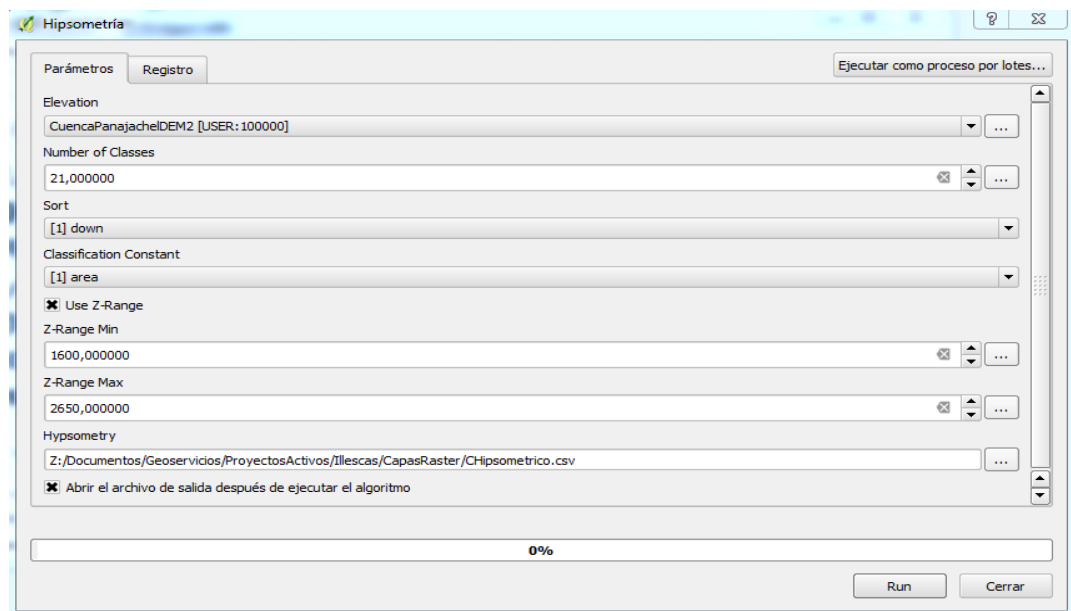 Hipsometría
Parámetros
Registro
Ejecutar como proceso por lotes...
Elevation
CuencaPanajachelDEM2 [USER:100000]
...
Number of Classes
21,000000
...
Sort
[1] down
Classification Constant
[1] area
Use Z-Range
Z-Range Min
1600,000000
...
Z-Range Max
2650,000000
...
Hypsometry
Z:/Documentos/Geoservicios/ProyectosActivos/Illescas/CapasRaster/CHipsometrico.csv
...
Abrir el archivo de salida después de ejecutar el algoritmo
0%
Run
Cerrar